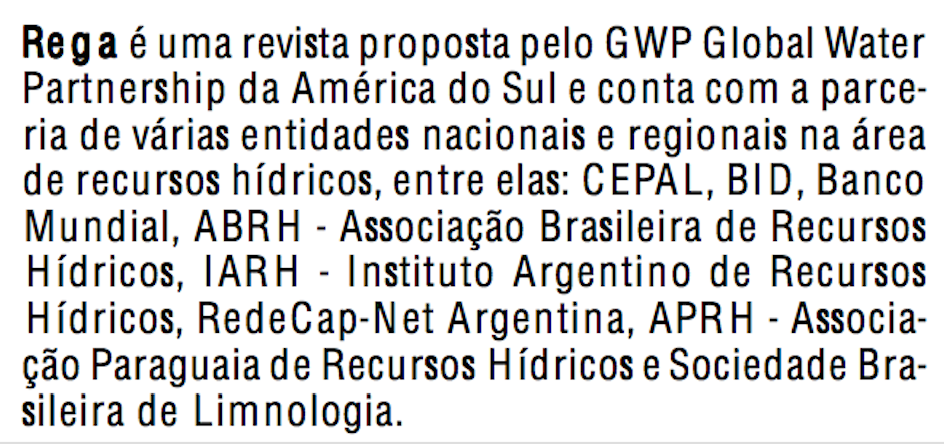 Rega é uma revista proposta pelo GWP Global Water
Partnership da América do Sul e conta com a parce-
ria de várias entidades nacionais e regionais na área
de recursos hídricos, entre elas: CEPAL, BID, Banco
Mundial, ABRH - Associação Brasileira de Recursos
Hídricos, IARH - Instituto Argentino de Recursos
Hídricos, RedeCap-Net Argentina, APRH - Associa-
ção Paraguaia de Recursos Hídricos e Sociedade Bra-
sileira de Limnologia.